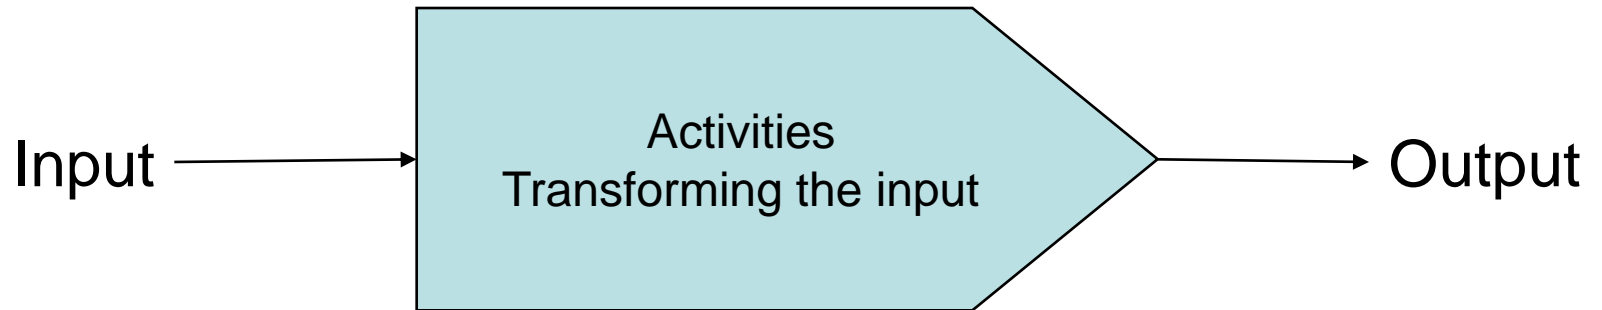 Input
Activities
Transforming the input
Output